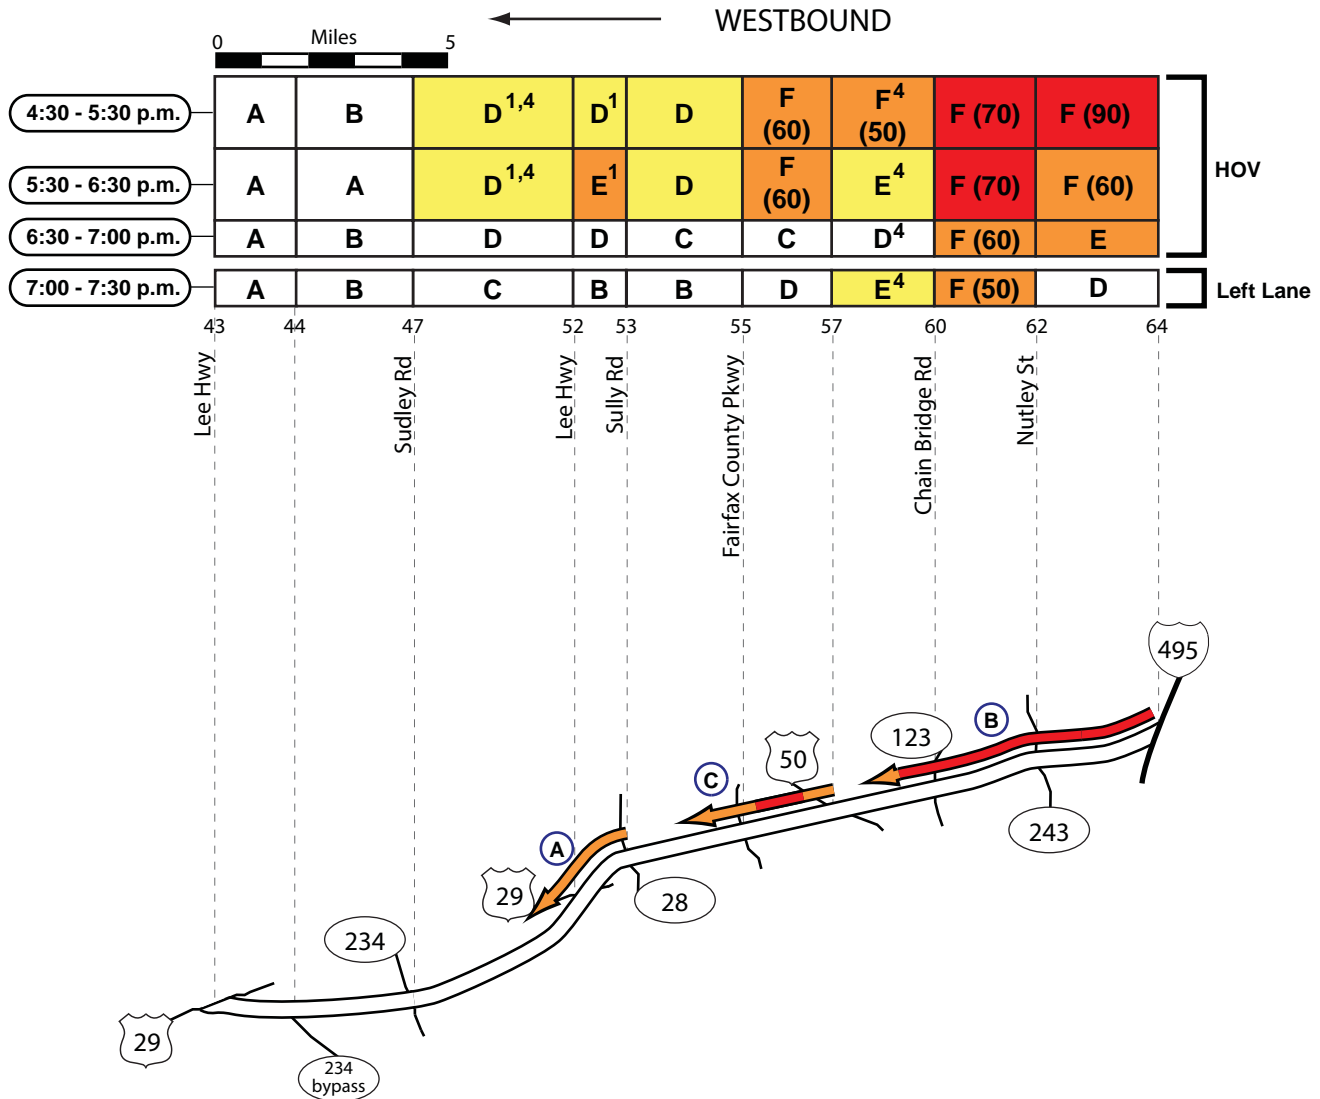 WESTBOUND
0 Miles 5
4:30 - 5:30 p.m. A B D1,4 D1 D F (60) F4 (50) F (70) F (90)
5:30 - 6:30 p.m. A A D1,4 E1 D F (60) E4 F (70) F (60)
HOV
6:30 - 7:00 p.m. A B D D C C D4 F (60) E
7:00 - 7:30 p.m. A B C B B D E4 F (50) D Left Lane
43 44 47 52 53 55 57 60 62 64
Lee Hwy
Sudley Rd
Lee Hwy
Sully Rd
Fairfax County Pkwy
Chain Bridge Rd
Nutley St
495
B
123
50
C
243
A
29
28
234
29
234
bypass